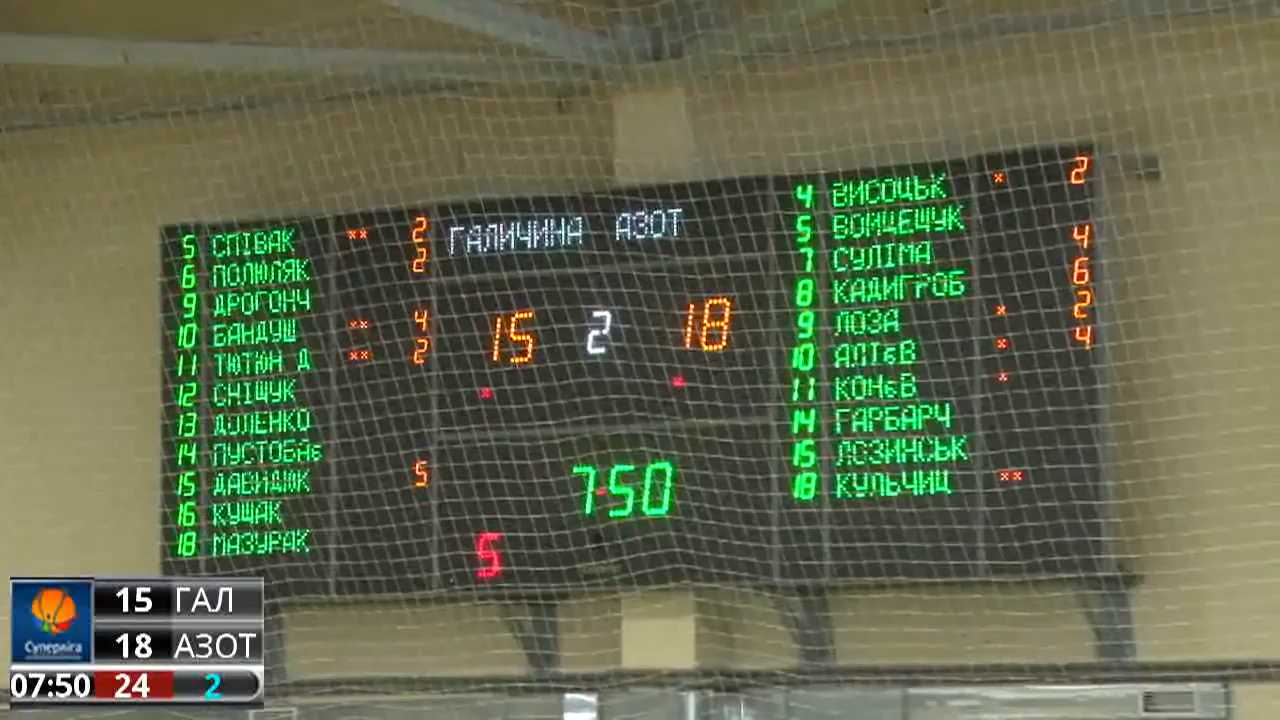 ГАЛИЧИНА АЗОТ
15 2 18
7:50
5
5 СПІВАК ** 2
6 ПОЛЮЛЯК 2
9 ДРОГОНЧ
10 БАНДУШ ** 4
11 ТЮТЮН Д ** 2
12 СНІЩУК
13 ДОЛЕНКО
14 ПУСТОБАЄ
15 ДАВИДЮК 5
16 КУШАК
18 МАЗУРАК
4 ВИСОЦЬК * 2
5 ВОЙЦЕЩУК
7 СУЛІМА 4
8 КАДИГРОБ 6
9 ЛОЗА * 2
10 АЛІЄВ * 4
11 КОНЄВ *
14 ГАРБАРЧ
15 ЛОЗИНСЬК
18 КУЛЬЧИЦ **
Суперліга
15 ГАЛ
18 АЗОТ
07:50 24 2